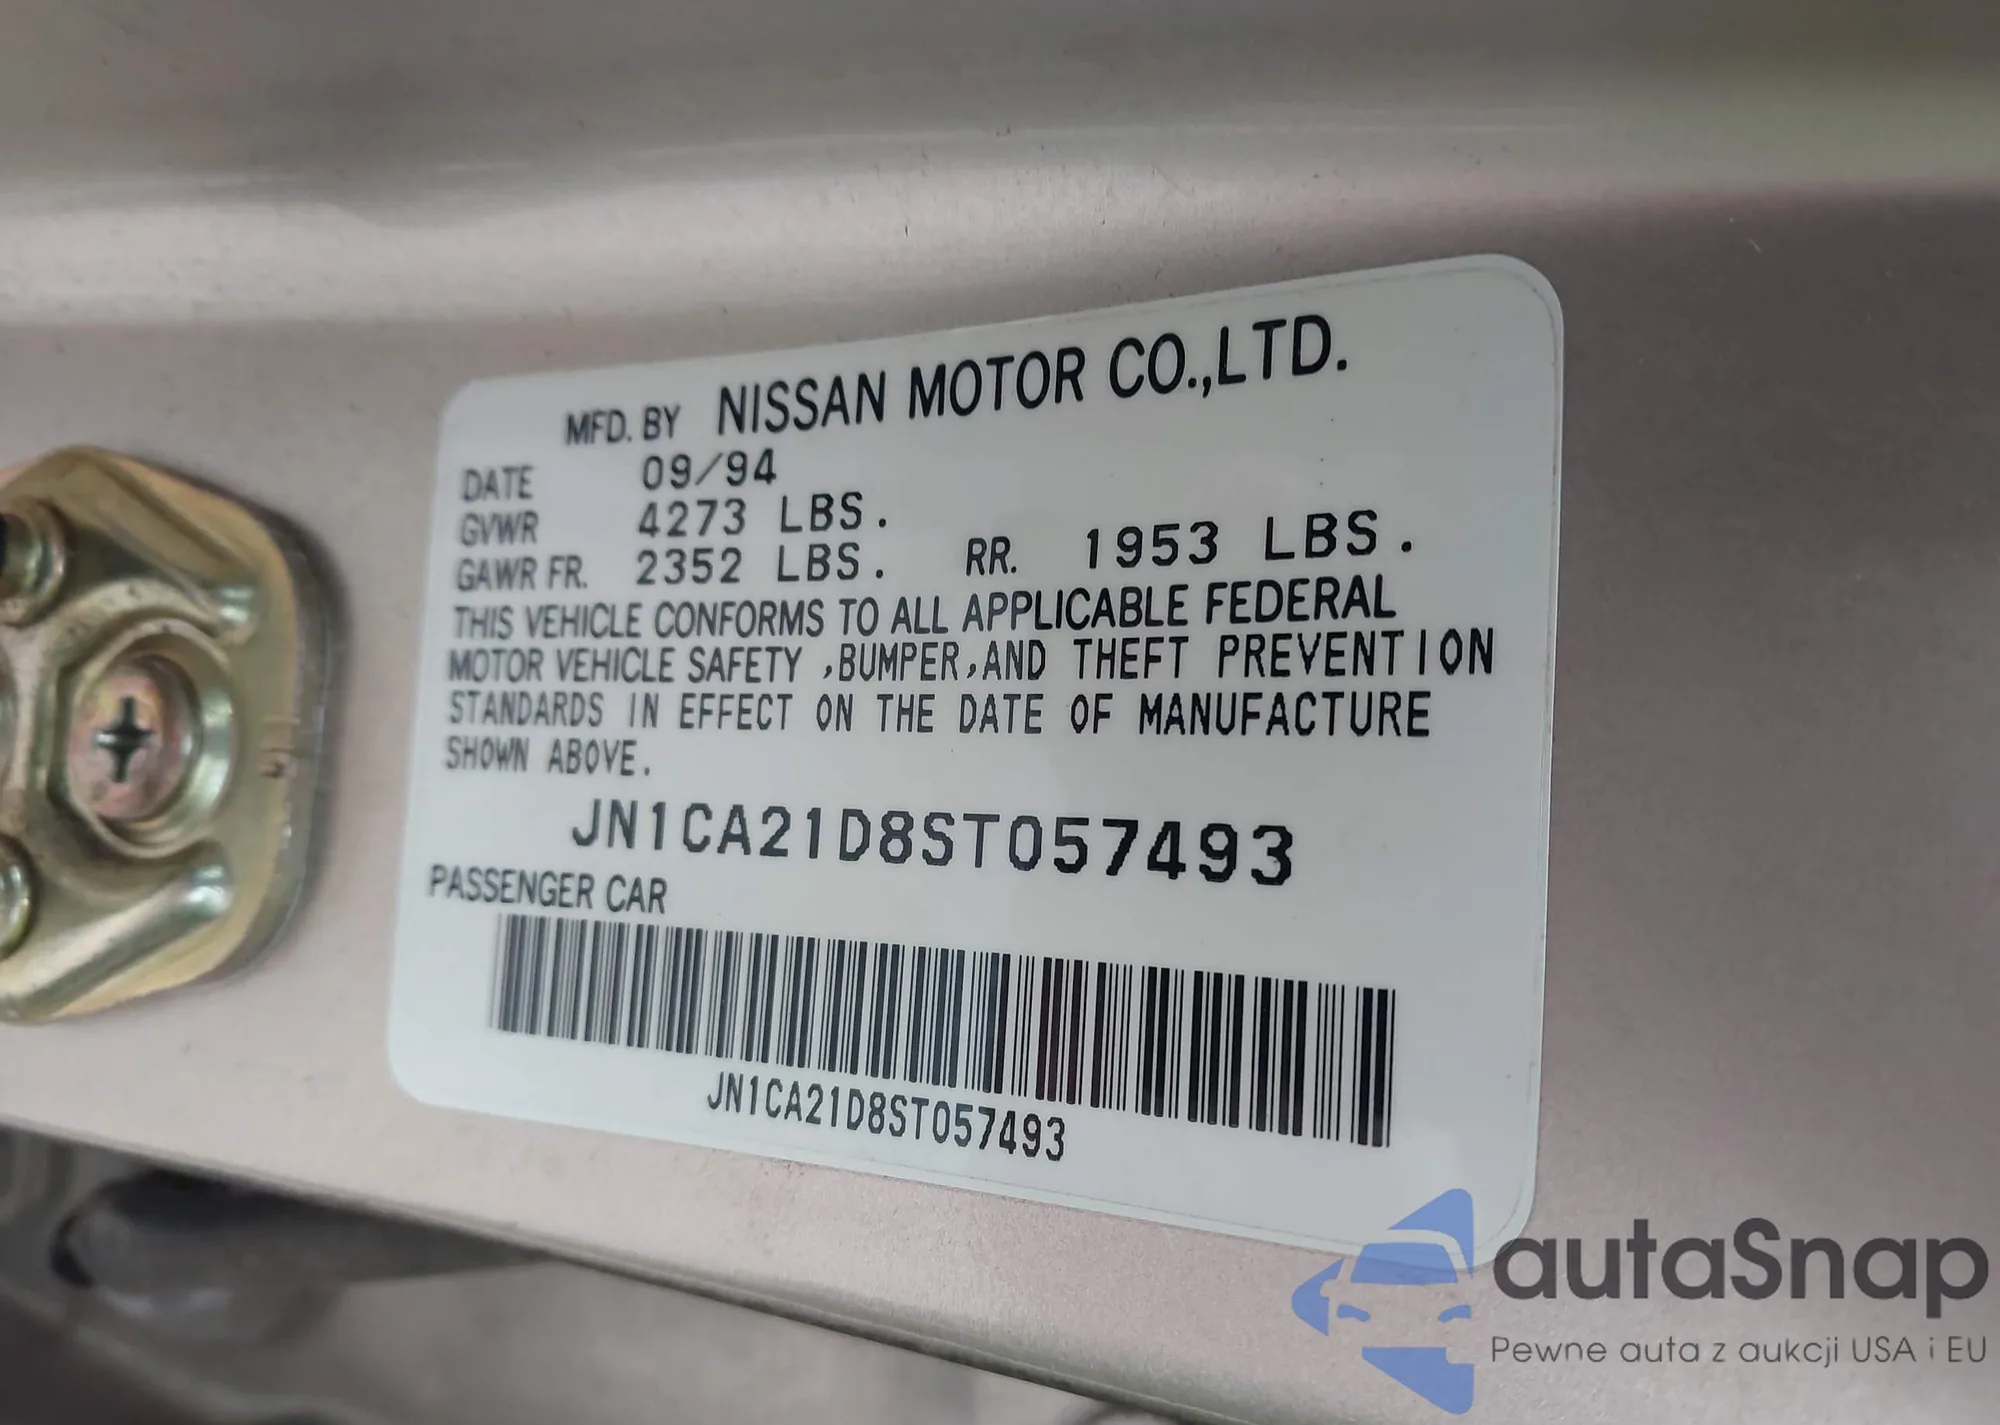 MFD. BY NISSAN MOTOR CO.,LTD.
DATE 09/94
GVWR 4273 LBS.
GAWR FR. 2352 LBS. RR. 1953 LBS.
THIS VEHICLE CONFORMS TO ALL APPLICABLE FEDERAL
MOTOR VEHICLE SAFETY ,BUMPER,AND THEFT PREVENTION
STANDARDS IN EFFECT ON THE DATE OF MANUFACTURE
SHOWN ABOVE.
JN1CA21D8ST057493
PASSENGER CAR
JN1CA21D8ST057493
autaSnap
Pewne auta z aukcji USA i EU